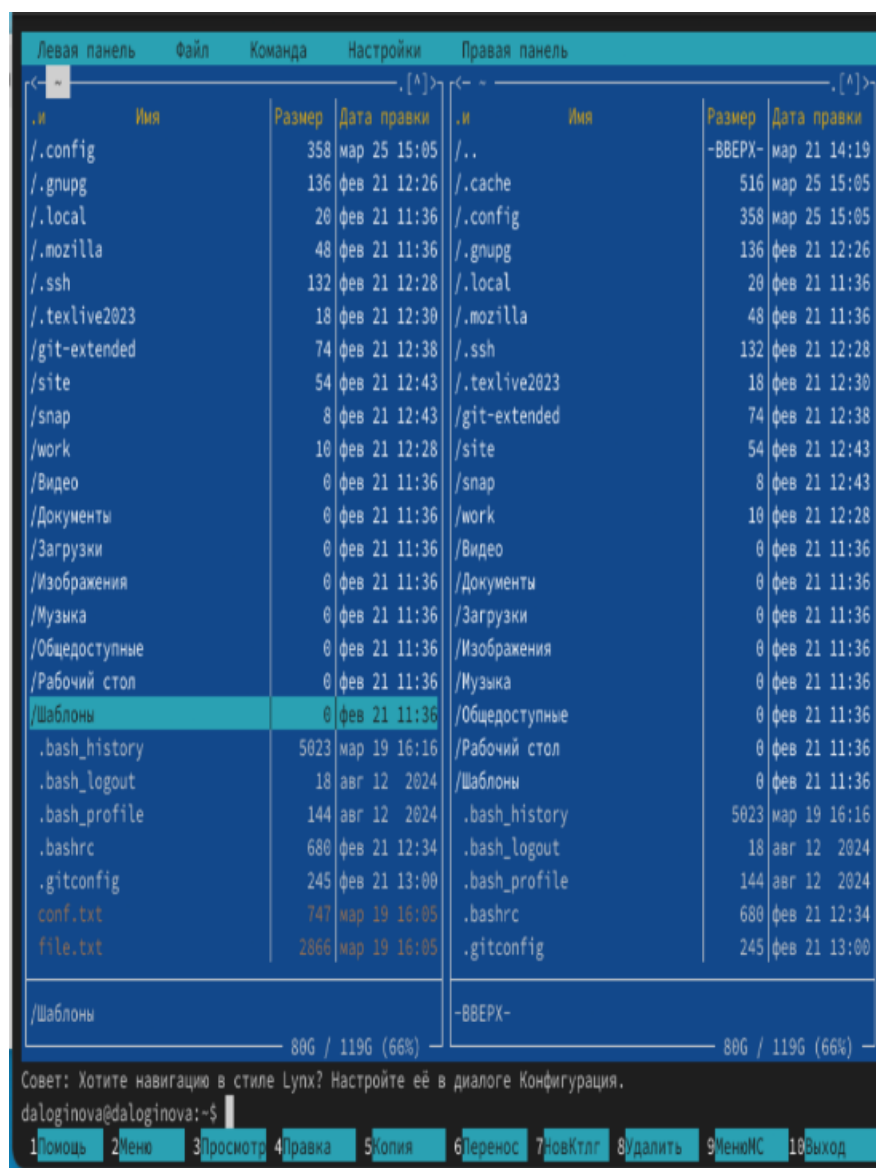 Левая панель Файл Команда Настройки Правая панель
<- ~ .[^]> <- ~ .[^]>
.и Имя Размер Дата правки .и Имя Размер Дата правки
/.config 358 мар 25 15:05 /.. -ВВЕРХ- мар 21 14:19
/.gnupg 136 фев 21 12:26 /.cache 516 мар 25 15:05
/.local 20 фев 21 11:36 /.config 358 мар 25 15:05
/.mozilla 48 фев 21 11:36 /.gnupg 136 фев 21 12:26
/.ssh 132 фев 21 12:28 /.local 20 фев 21 11:36
/.texlive2023 18 фев 21 12:30 /.mozilla 48 фев 21 11:36
/git-extended 74 фев 21 12:38 /.ssh 132 фев 21 12:28
/site 54 фев 21 12:43 /.texlive2023 18 фев 21 12:30
/snap 8 фев 21 12:43 /git-extended 74 фев 21 12:38
/work 10 фев 21 12:28 /site 54 фев 21 12:43
/Видео 0 фев 21 11:36 /snap 8 фев 21 12:43
/Документы 0 фев 21 11:36 /work 10 фев 21 12:28
/Загрузки 0 фев 21 11:36 /Видео 0 фев 21 11:36
/Изображения 0 фев 21 11:36 /Документы 0 фев 21 11:36
/Музыка 0 фев 21 11:36 /Загрузки 0 фев 21 11:36
/Общедоступные 0 фев 21 11:36 /Изображения 0 фев 21 11:36
/Рабочий стол 0 фев 21 11:36 /Музыка 0 фев 21 11:36
/Шаблоны 0 фев 21 11:36 /Общедоступные 0 фев 21 11:36
.bash_history 5023 мар 19 16:16 /Рабочий стол 0 фев 21 11:36
.bash_logout 18 авг 12 2024 /Шаблоны 0 фев 21 11:36
.bash_profile 144 авг 12 2024 .bash_history 5023 мар 19 16:16
.bashrc 680 фев 21 12:34 .bash_logout 18 авг 12 2024
.gitconfig 245 фев 21 13:00 .bash_profile 144 авг 12 2024
conf.txt 747 мар 19 16:05 .bashrc 680 фев 21 12:34
file.txt 2866 мар 19 16:05 .gitconfig 245 фев 21 13:00
/Шаблоны -ВВЕРХ-
80G / 119G (66%) 80G / 119G (66%)
Совет: Хотите навигацию в стиле Lynx? Настройте её в диалоге Конфигурация.
daloginova@daloginova:~$
1Помощь 2Меню 3Просмотр 4Правка 5Копия 6Перенос 7НовКтлг 8Удалить 9МенюMC 10Выход